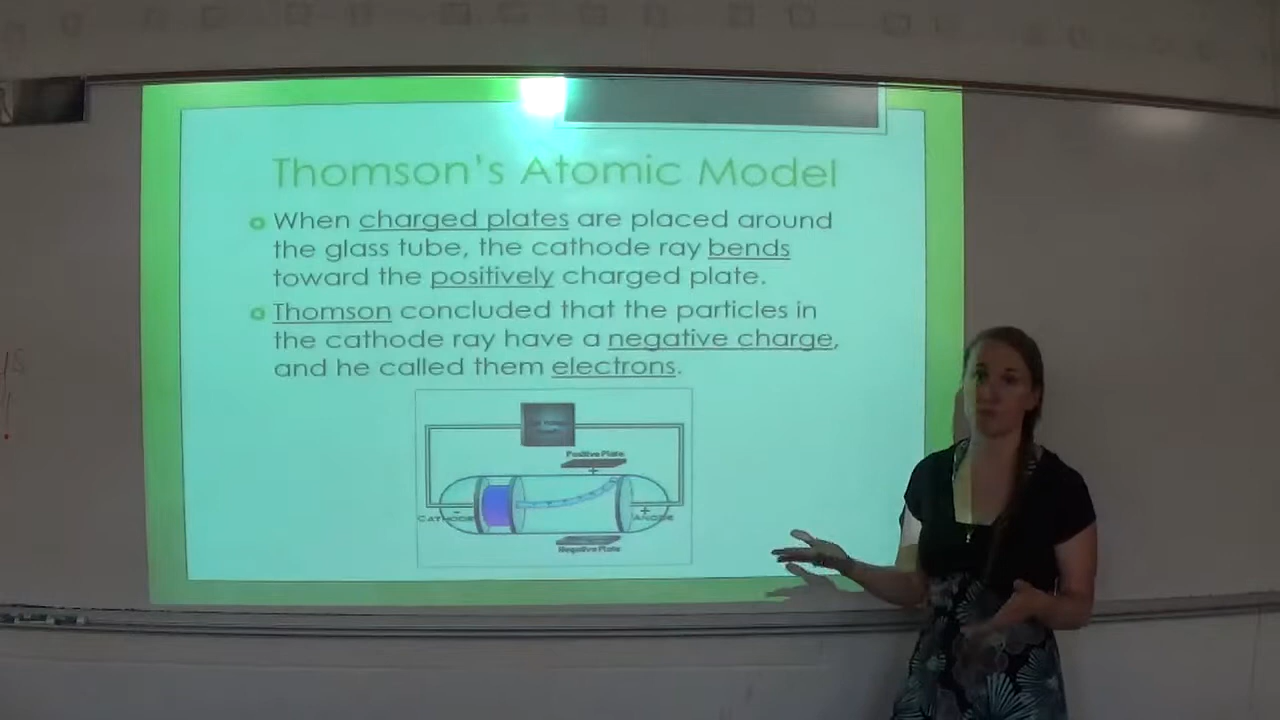 Thomson's Atomic Model
When charged plates are placed around
the glass tube, the cathode ray bends
toward the positively charged plate.
Thomson concluded that the particles in
the cathode ray have a negative charge,
and he called them electrons.
Positive Plate
+
- +
CATHODE ANODE
Negative Plate